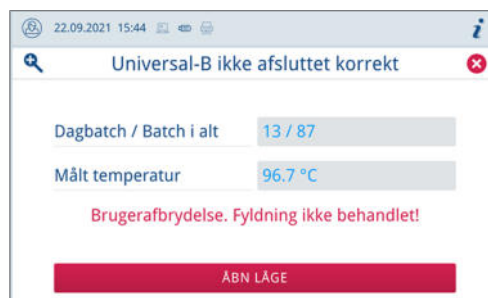 22.09.2021 15:44
Universal-B ikke afsluttet korrekt
Dagbatch / Batch i alt 13 / 87
Målt temperatur 96.7 °C
Brugerafbrydelse. Fyldning ikke behandlet!
ÅBN LÅGE